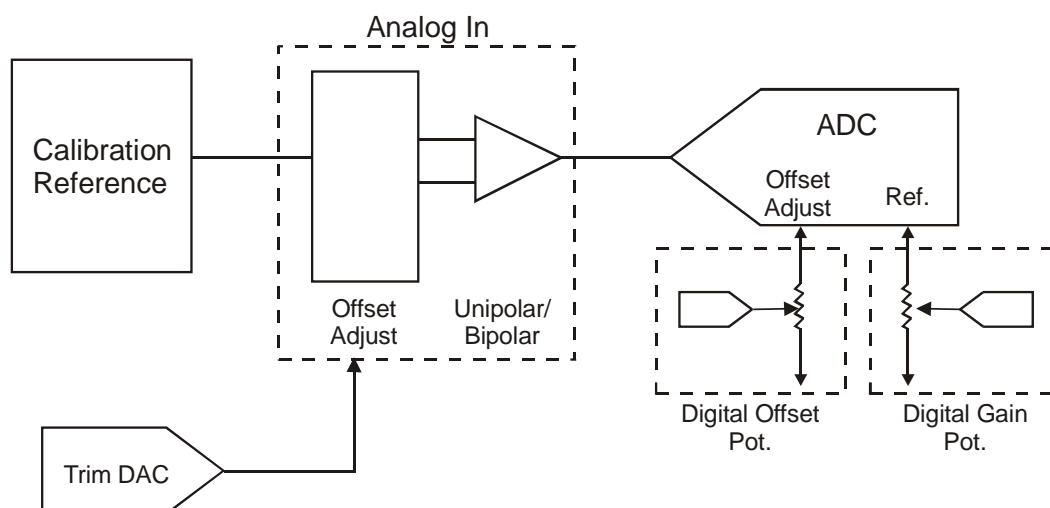 Analog In
Calibration
Reference
ADC
Offset
Adjust
Ref.
Offset
Adjust
Unipolar/
Bipolar
Digital Offset
Pot.
Digital Gain
Pot.
Trim DAC